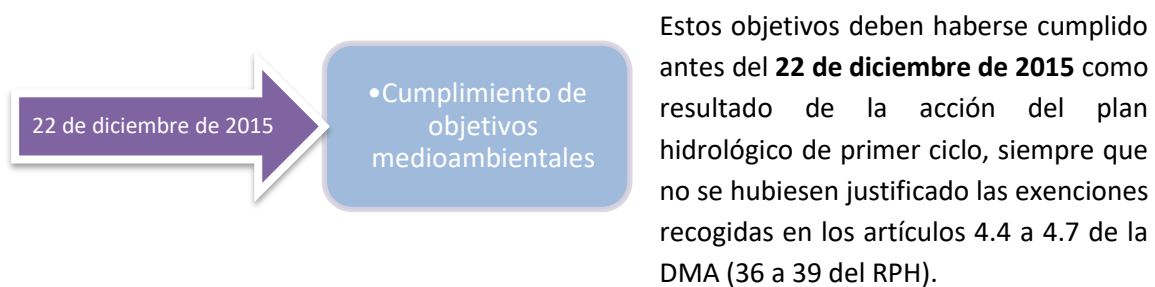 22 de diciembre de 2015
•Cumplimiento de
objetivos
medioambientales
Estos objetivos deben haberse cumplido
antes del 22 de diciembre de 2015 como
resultado de la acción del plan
hidrológico de primer ciclo, siempre que
no se hubiesen justificado las exenciones
recogidas en los artículos 4.4 a 4.7 de la
DMA (36 a 39 del RPH).